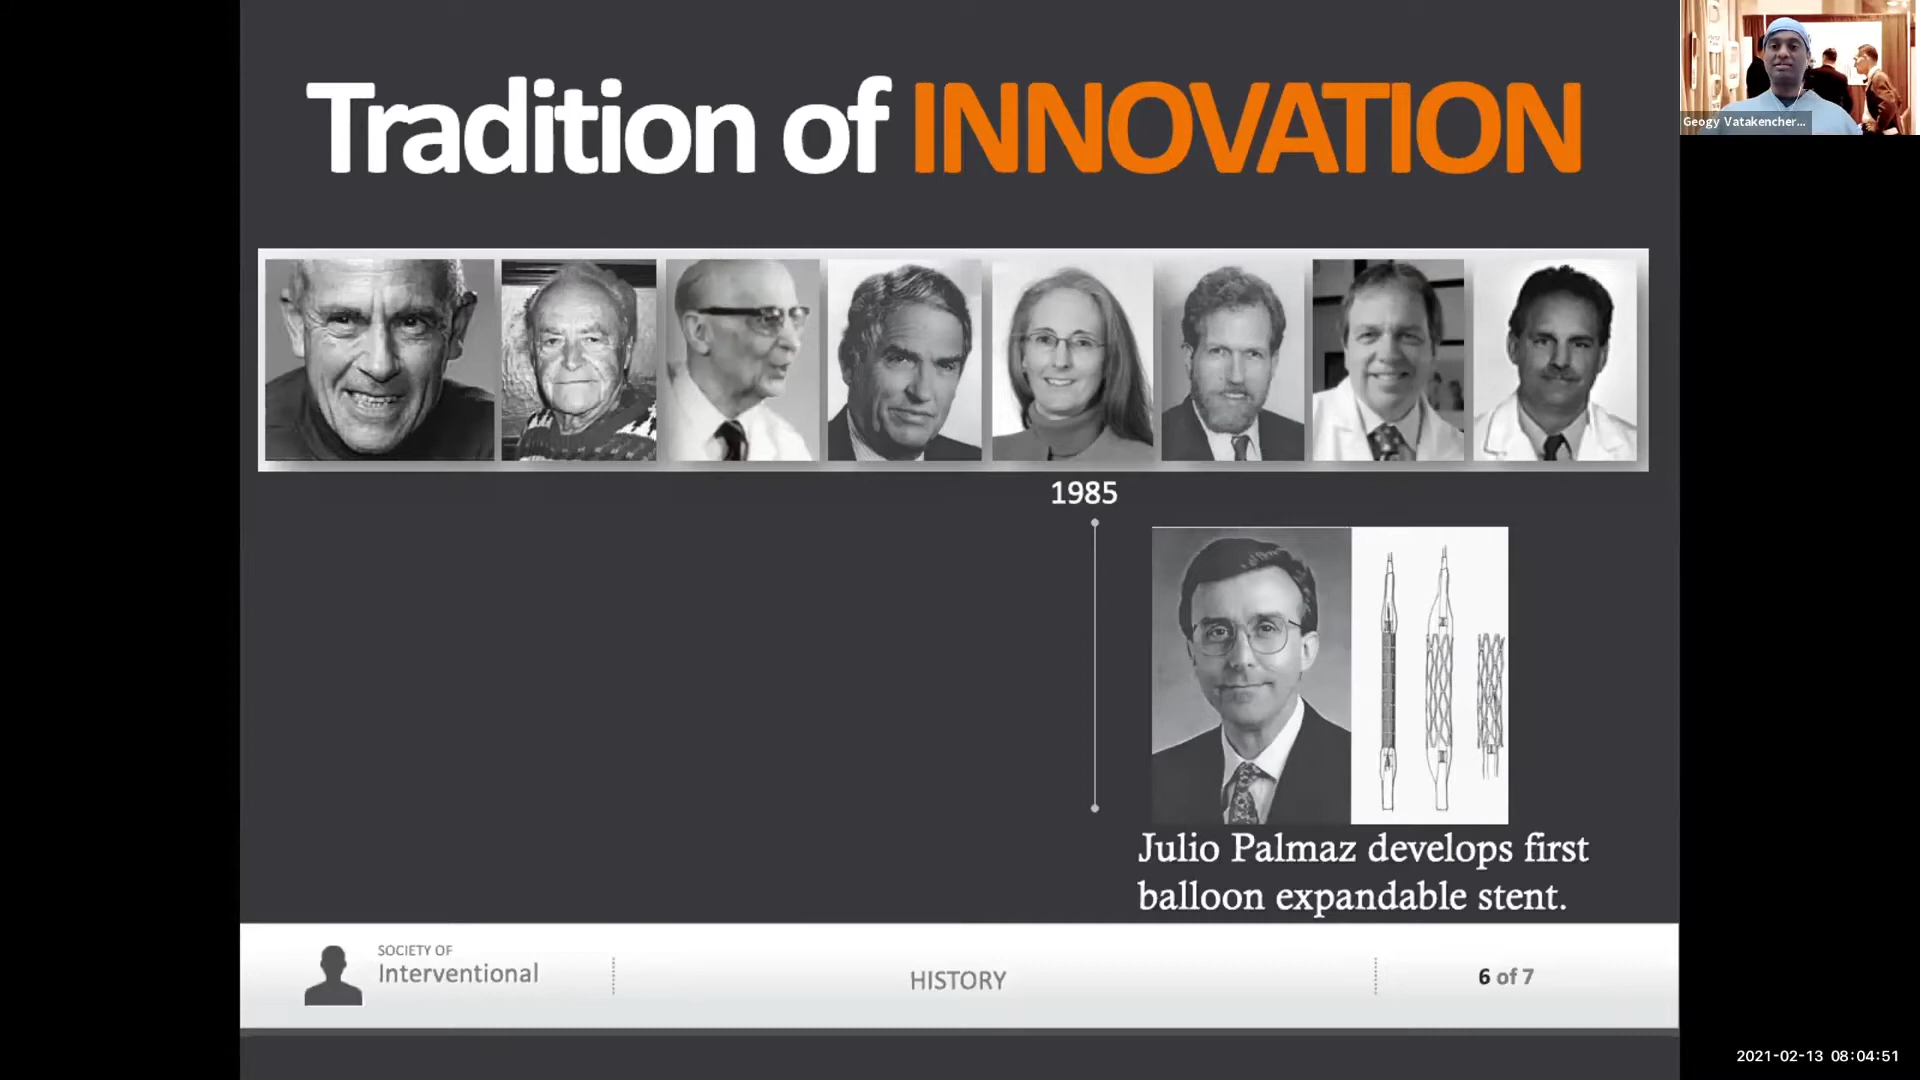 Tradition of INNOVATION
Geogy Vatakencher...
1985
Julio Palmaz develops first
balloon expandable stent.
SOCIETY OF
Interventional
HISTORY
6 of 7
2021-02-13 08:04:51